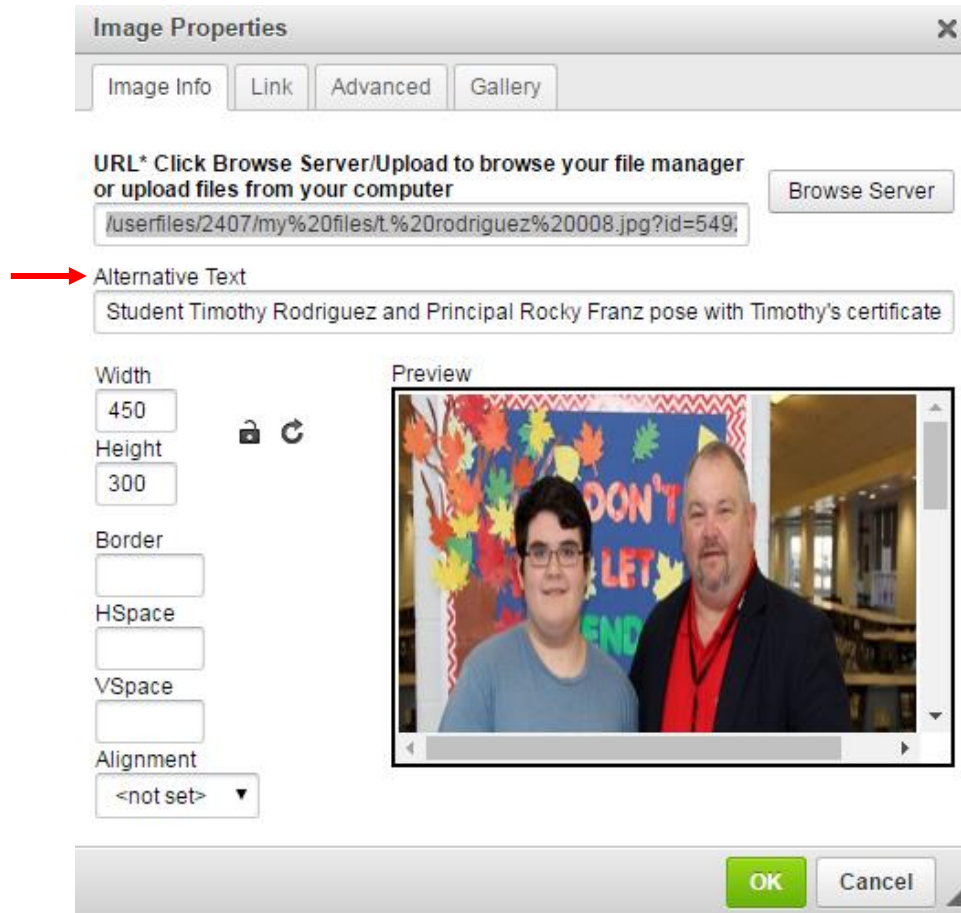 Image Properties
Image Info Link Advanced Gallery
URL* Click Browse Server/Upload to browse your file manager
or upload files from your computer
Browse Server
/userfiles/2407/my%20files/t.%20rodriguez%20008.jpg?id=549
Alternative Text
Student Timothy Rodriguez and Principal Rocky Franz pose with Timothy's certificate
Width
450
Height
300
Preview
DON'T
LET
END
Border
HSpace
VSpace
Alignment
<not set>
OK Cancel